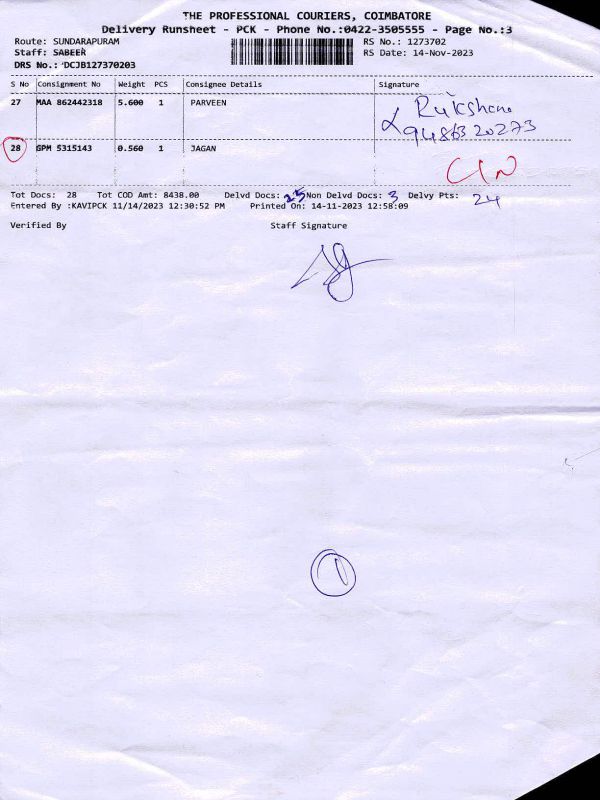 THE PROFESSIONAL COURIERS, COIMBATORE
Delivery Runsheet - PCK - Phone No.:0422-3505555 - Page No.:3
Route: SUNDARAPURAM RS No.: 1273702
Staff: SABEER RS Date: 14-Nov-2023
DRS No.: DCJB127370203
S No Consignment No Weight PCS Consignee Details Signature
27 MAA 862442318 5.600 1 PARVEEN Rukshana
28 GPM 5315143 0.560 1 JAGAN
Tot Docs: 28 Tot COD Amt: 8438.00 Delvd Docs: 25 Non Delvd Docs: 3 Delvy Pts: 24
Entered By :KAVIPCK 11/14/2023 12:30:52 PM Printed On: 14-11-2023 12:58:09
Verified By Staff Signature
1